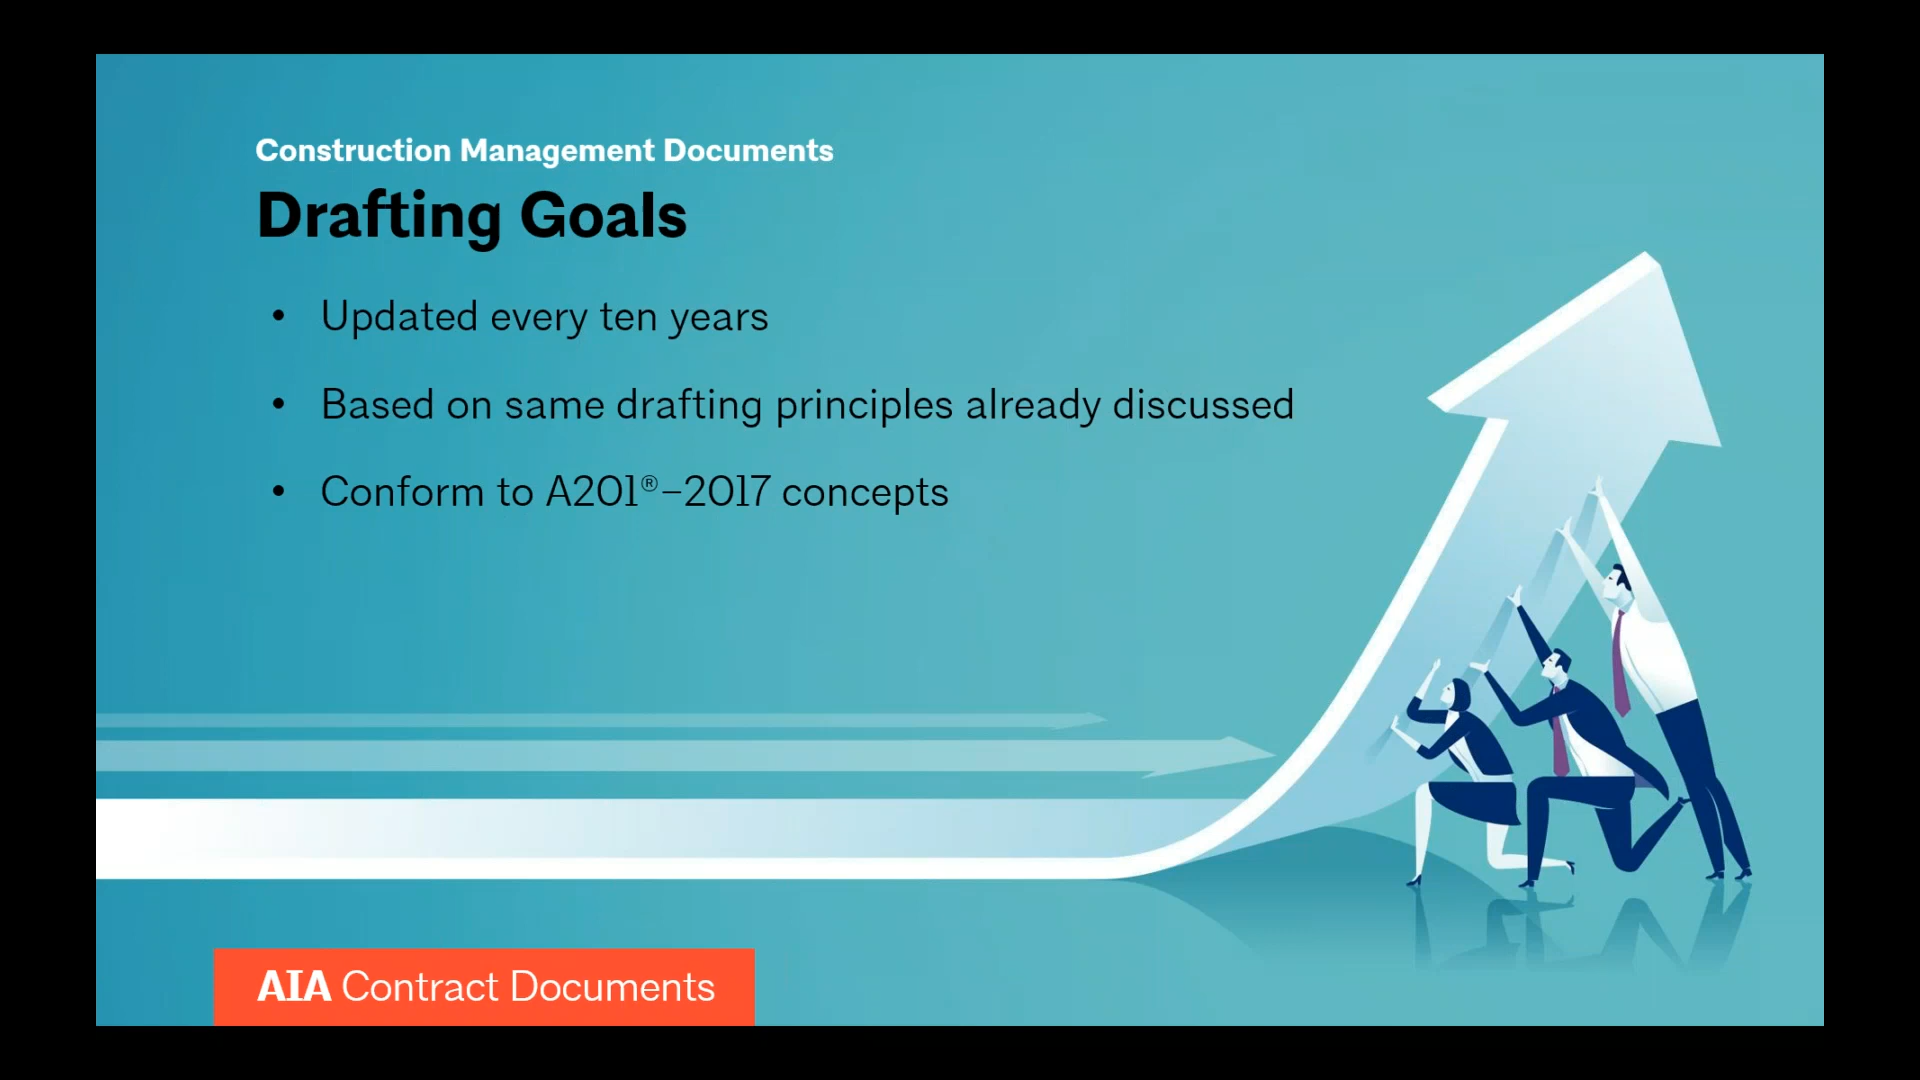 Construction Management Documents
Drafting Goals
• Updated every ten years
• Based on same drafting principles already discussed
• Conform to A201®–2017 concepts
AIA Contract Documents